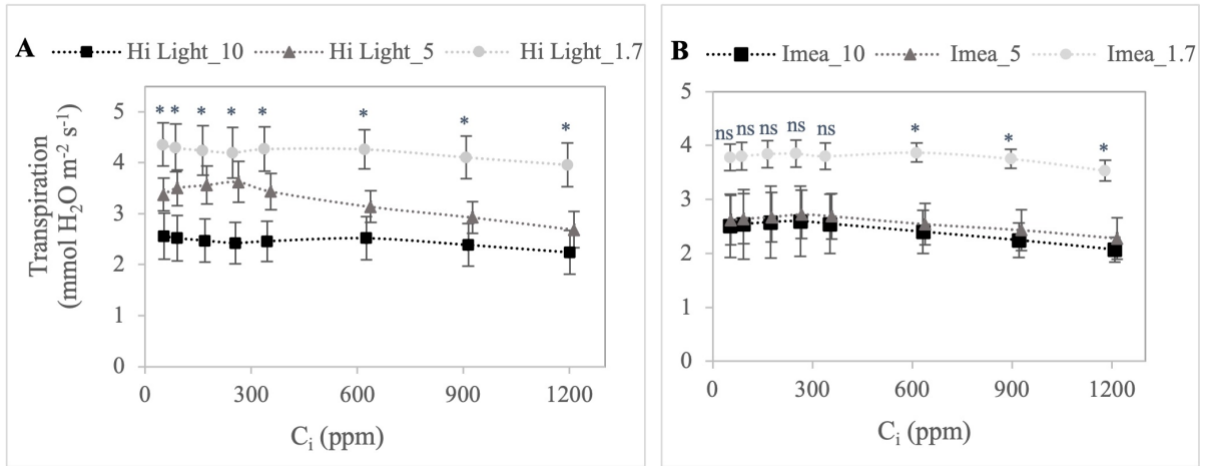 A Hi Light_10 Hi Light_5 Hi Light_1.7
Transpiration
(mmol H₂O m⁻² s⁻¹)
5
4
3
2
1
0
* * * * * * * *
0 300 600 900 1200
Cᵢ (ppm)
B Imea_10 Imea_5 Imea_1.7
5
4
3
2
1
0
ns ns ns ns ns * * *
0 300 600 900 1200
Cᵢ (ppm)